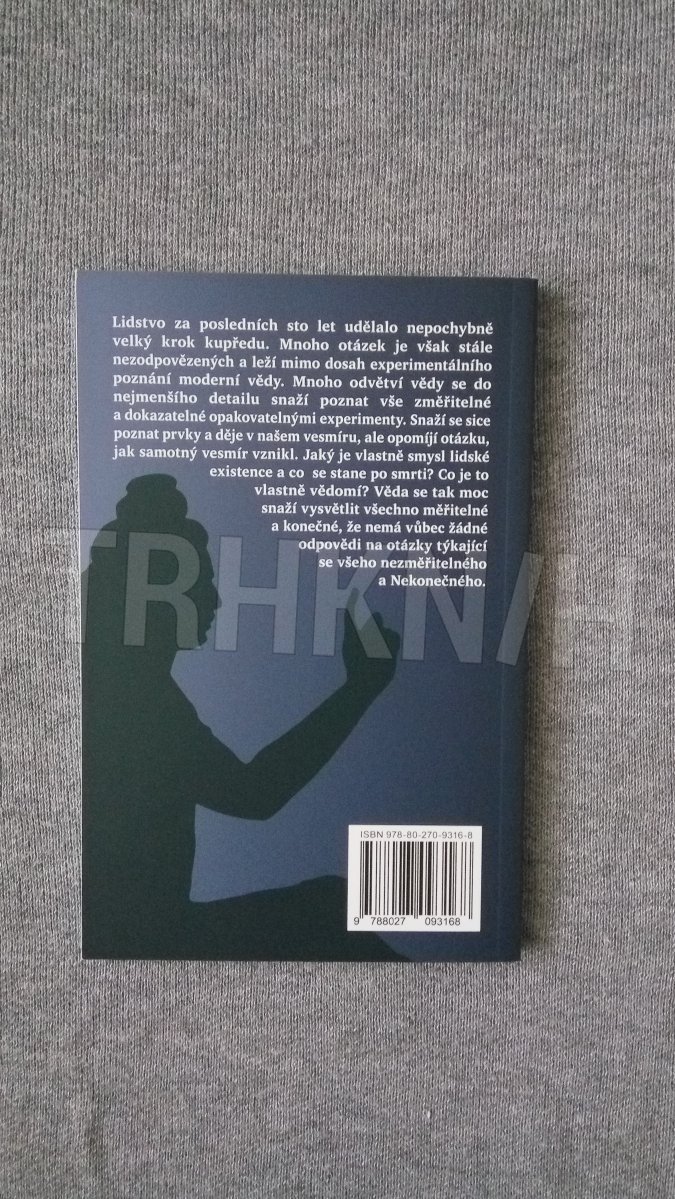 Lidstvo za posledních sto let udělalo nepochybně
velký krok kupředu. Mnoho otázek je však stále
nezodpovězených a leží mimo dosah experimentálního
poznání moderní vědy. Mnoho odvětví vědy se do
nejmenšího detailu snaží poznat vše změřitelné
a dokazatelné opakovatelnými experimenty. Snaží se sice
poznat prvky a děje v našem vesmíru, ale opomíjí otázku,
jak samotný vesmír vznikl. Jaký je vlastně smysl lidské
existence a co se stane po smrti? Co je to
vlastně vědomí? Věda se tak moc
snaží vysvětlit všechno měřitelné
a konečné, že nemá vůbec žádné
odpovědi na otázky týkající
se všeho nezměřitelného
a Nekonečného.
TRHKNIH
ISBN 978-80-270-9316-8
9 788027 093168